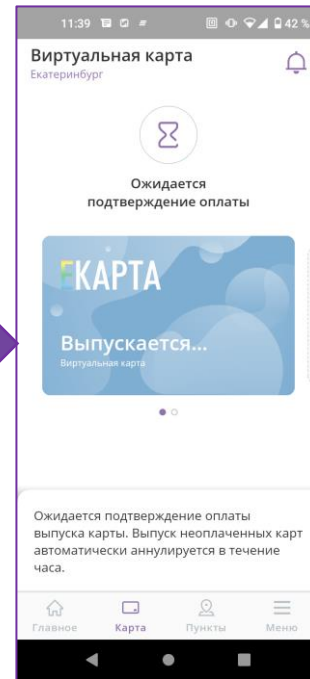 11:39 42 %
Виртуальная карта
Екатеринбург
Ожидается
подтверждение оплаты
ЕКАРТА
Выпускается...
Виртуальная карта
Ожидается подтверждение оплаты
выпуска карты. Выпуск неоплаченных карт
автоматически аннулируется в течение
часа.
Главное Карта Пункты Меню